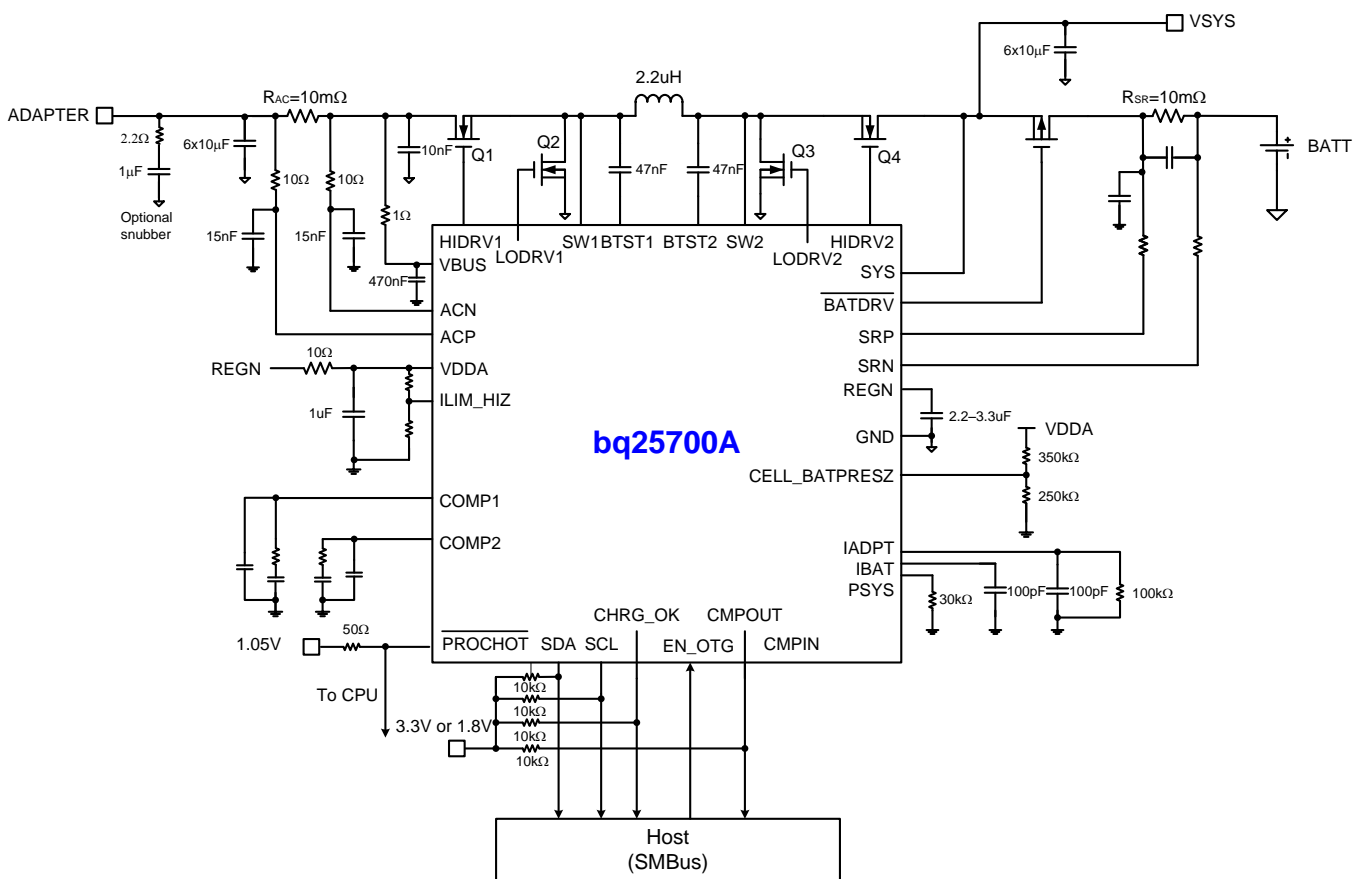 VSYS
6x10µF
2.2uH
RAC=10mΩ
RSR=10mΩ
ADAPTER
2.2Ω
6x10µF
10nF
Q1
Q2
Q3
Q4
BATT
1µF
10Ω
10Ω
47nF
47nF
Optional
snubber
1Ω
15nF
15nF
HIDRV1
SW1
BTST1
BTST2
SW2
HIDRV2
LODRV1
LODRV2
VBUS
SYS
470nF
BATDRV
ACN
SRP
ACP
10Ω
SRN
REGN
VDDA
REGN
1uF
ILIM_HIZ
2.2–3.3uF
VDDA
GND
bq25700A
350kΩ
CELL_BATPRESZ
250kΩ
COMP1
COMP2
IADPT
IBAT
PSYS
100pF
100pF
100kΩ
30kΩ
CHRG_OK
CMPOUT
50Ω
1.05V
PROCHOT
SDA
SCL
EN_OTG
CMPIN
10kΩ
To CPU
10kΩ
3.3V or 1.8V
10kΩ
10kΩ
Host
(SMBus)